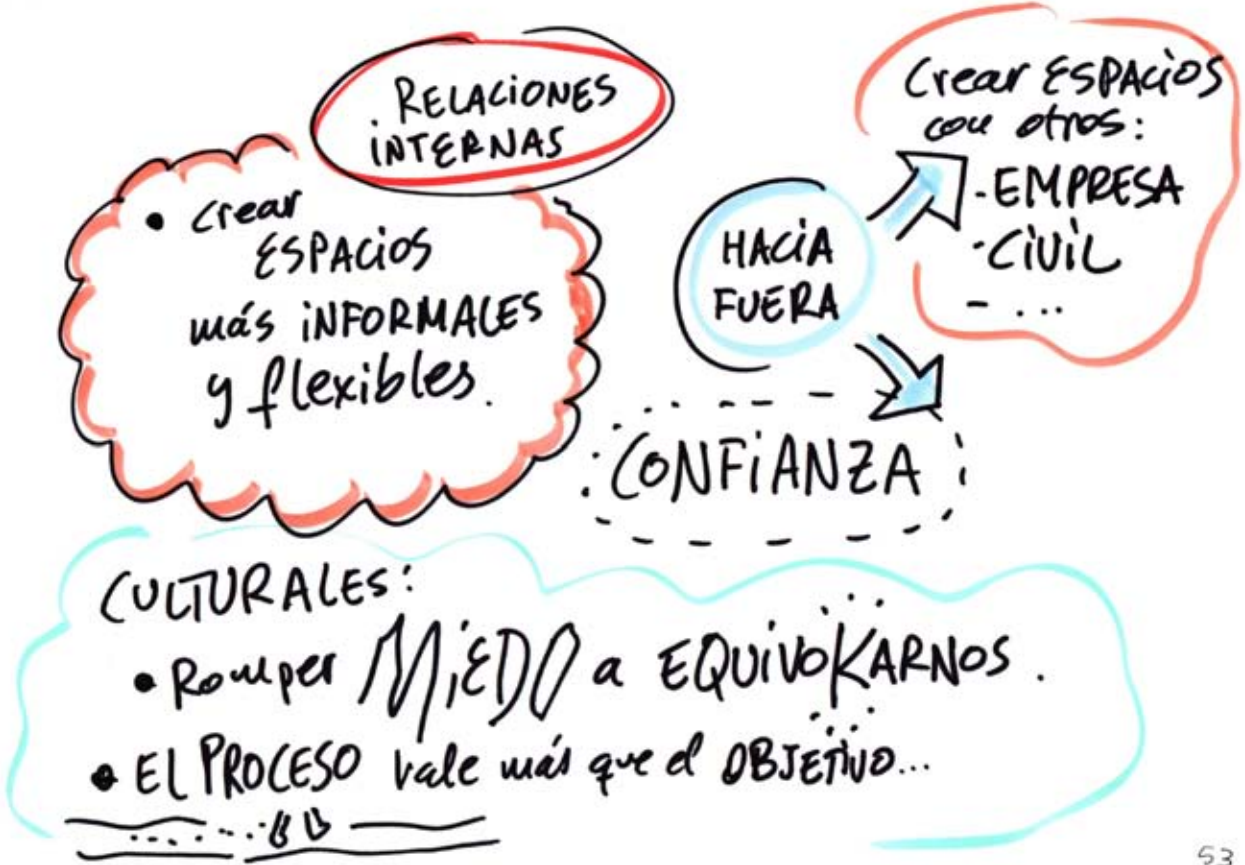 RELACIONES
INTERNAS
• Crear
ESPACIOS
más INFORMALES
y flexibles.
HACIA
FUERA
Crear ESPACIOS
con otros:
- EMPRESA
- CIVIL
- ...
CONFIANZA
CULTURALES:
• Romper MIEDO a EQUIVOKARNOS.
• EL PROCESO vale más que el OBJETIVO...
53